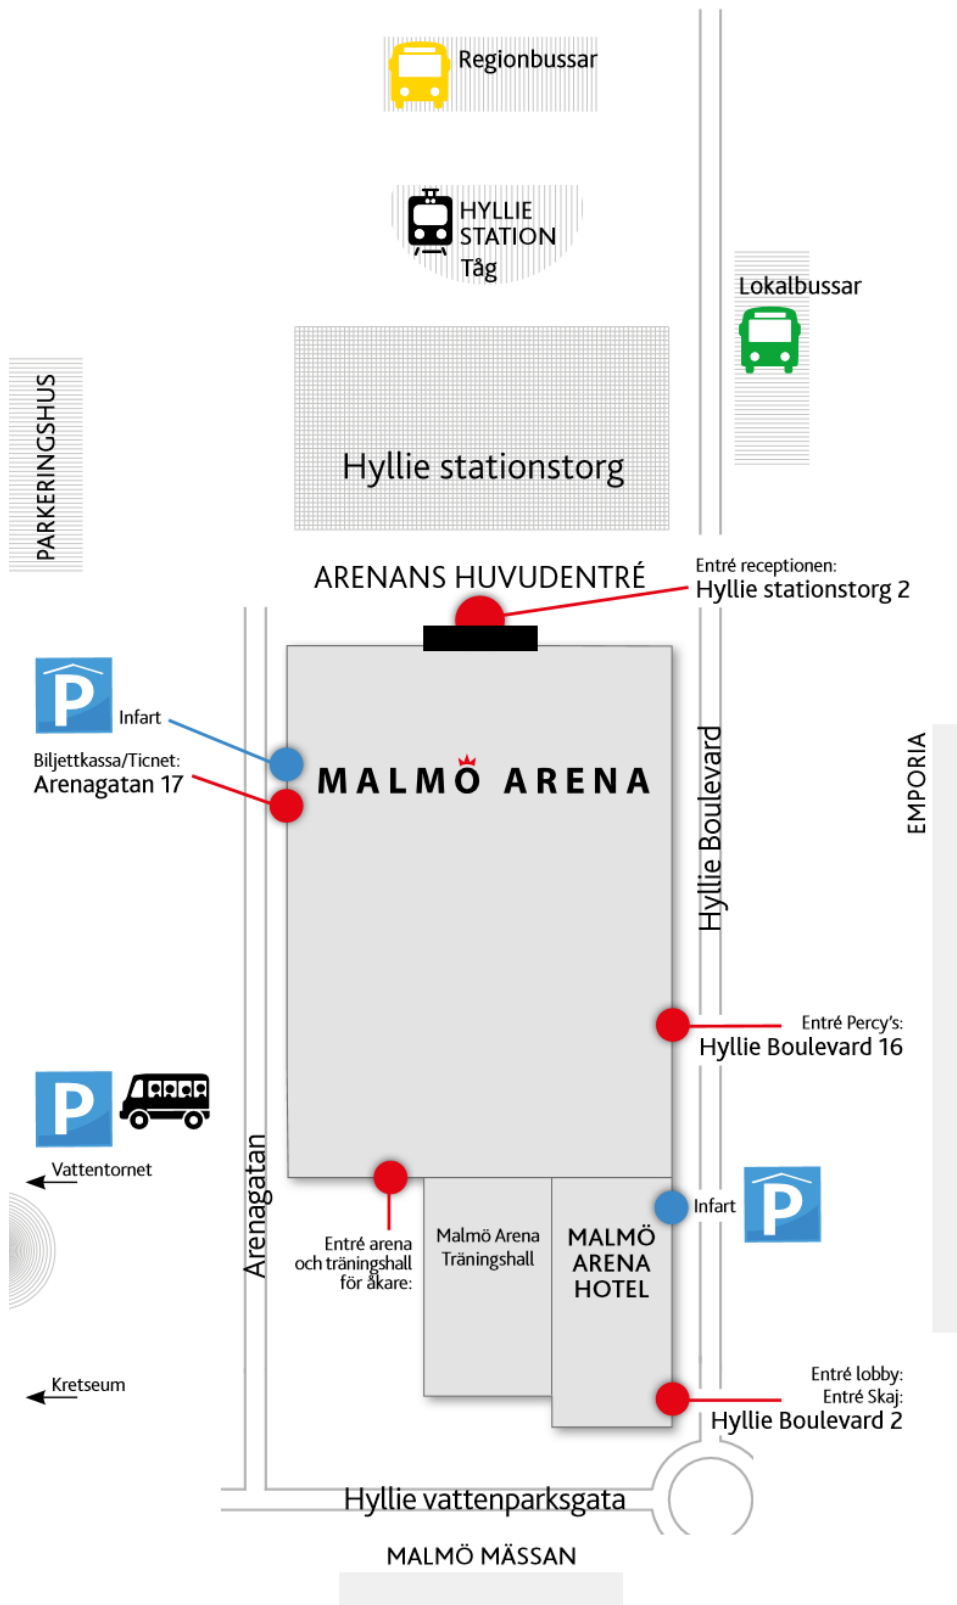 Regionbussar
HYLLIE
STATION
Tåg
Lokalbussar
PARKERINGSHUS
Hyllie stationstorg
ARENANS HUVUDENTRÉ
Entré receptionen:
Hyllie stationstorg 2
P
Infart
Biljettkassa/Ticnet:
Arenagatan 17
MALMÖ ARENA
Hyllie Boulevard
EMPORIA
Entré Percy's:
Hyllie Boulevard 16
P
Vattentornet
Arenagatan
Entré arena
och träningshall
för åkare:
Malmö Arena
Träningshall
MALMÖ
ARENA
HOTEL
Infart
P
Kretseum
Entré lobby:
Entré Skaj:
Hyllie Boulevard 2
Hyllie vattenparksgata
MALMÖ MÄSSAN